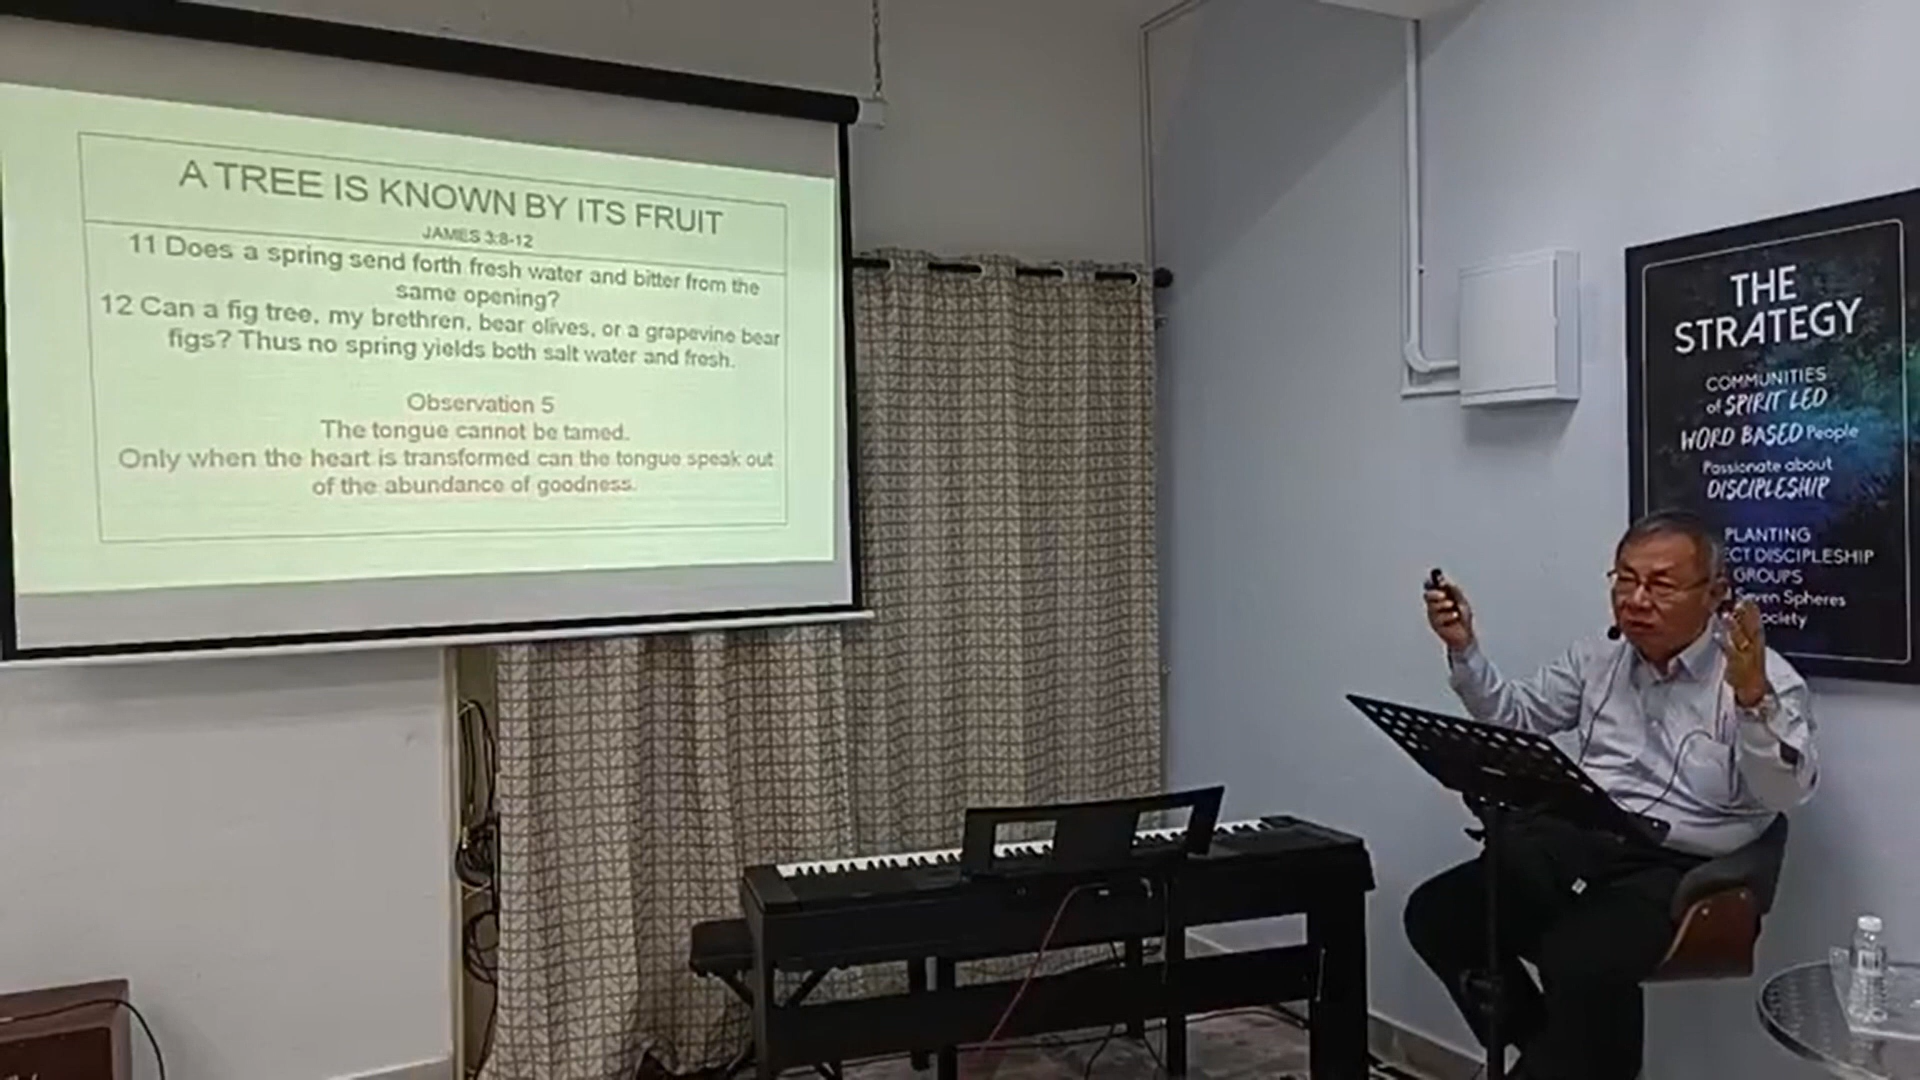 A TREE IS KNOWN BY ITS FRUIT
JAMES 3:8-12
11 Does a spring send forth fresh water and bitter from the
same opening?
12 Can a fig tree, my brethren, bear olives, or a grapevine bear
figs? Thus no spring yields both salt water and fresh.
Observation 5
The tongue cannot be tamed.
Only when the heart is transformed can the tongue speak out
of the abundance of goodness.
THE
STRATEGY
COMMUNITIES
of SPIRIT LED
WORD BASED People
Passionate about
DISCIPLESHIP
PLANTING
ECT DISCIPLESHIP
GROUPS
Seven Spheres
ociety